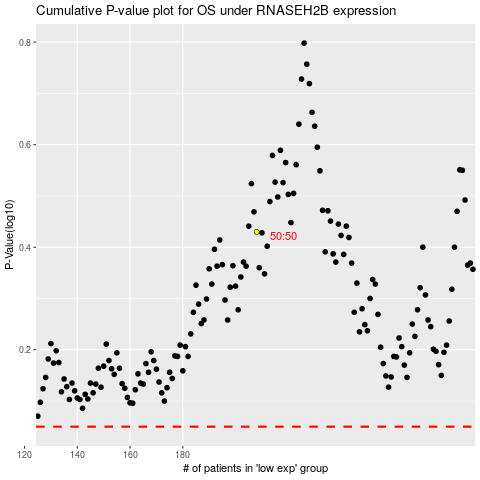 Cumulative P-value plot for OS under RNASEH2B expression
P-Value(log10)
0.8
0.6
0.4
0.2
50:50
120 140 160 180
# of patients in 'low exp' group